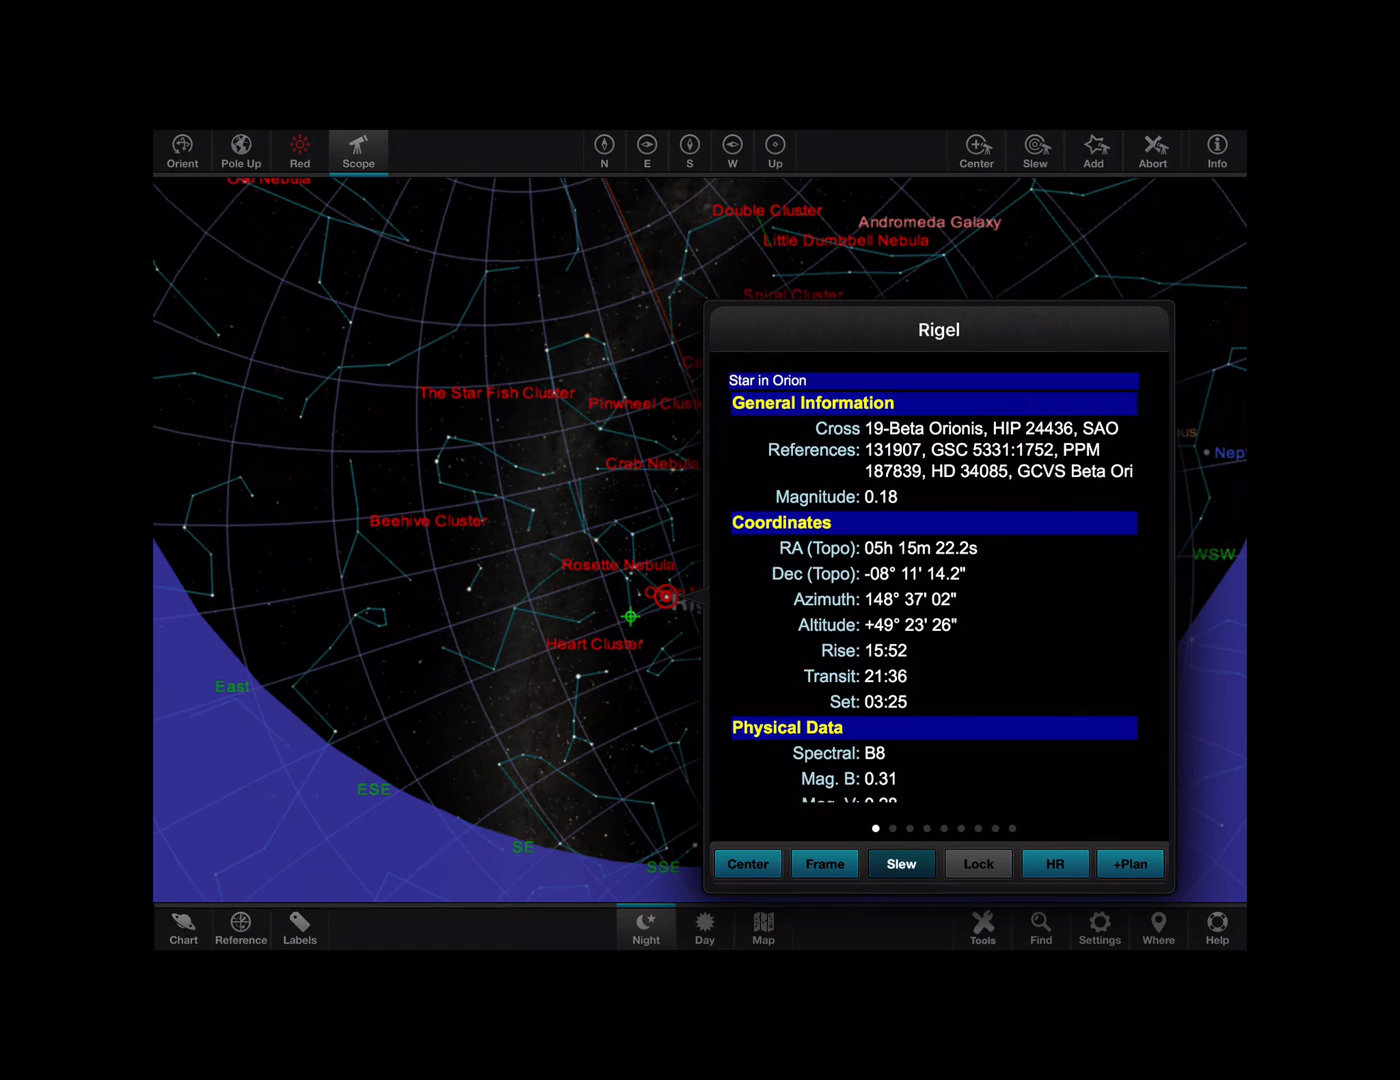 Orient
Pole Up
Red
Scope
N
E
S
W
Up
Center
Slew
Add
Abort
Info
Owl Nebula
Double Cluster
Andromeda Galaxy
Little Dumbbell Nebula
Spiral Cluster
The Star Fish Cluster
Pinwheel Cluste
Crab Nebula
Beehive Cluster
Rosette Nebula
Heart Cluster
East
ESE
SE
SSE
WSW
Nept
Rigel
Star in Orion
General Information
Cross 19-Beta Orionis, HIP 24436, SAO
References: 131907, GSC 5331:1752, PPM
187839, HD 34085, GCVS Beta Ori
Magnitude: 0.18
Coordinates
RA (Topo): 05h 15m 22.2s
Dec (Topo): -08° 11' 14.2"
Azimuth: 148° 37' 02"
Altitude: +49° 23' 26"
Rise: 15:52
Transit: 21:36
Set: 03:25
Physical Data
Spectral: B8
Mag. B: 0.31
Center
Frame
Slew
Lock
HR
+Plan
Chart
Reference
Labels
Night
Day
Map
Tools
Find
Settings
Where
Help